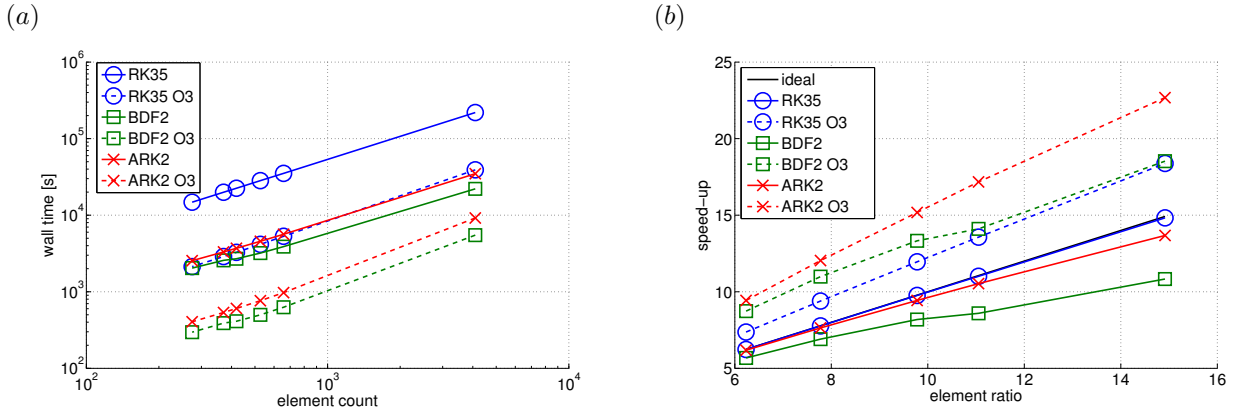 (a)
10^6
10^5
10^4
10^3
10^2
wall time [s]
RK35
RK35 O3
BDF2
BDF2 O3
ARK2
ARK2 O3
10^2
10^3
10^4
element count
(b)
25
20
15
10
5
speed-up
ideal
RK35
RK35 O3
BDF2
BDF2 O3
ARK2
ARK2 O3
6
8
10
12
14
16
element ratio